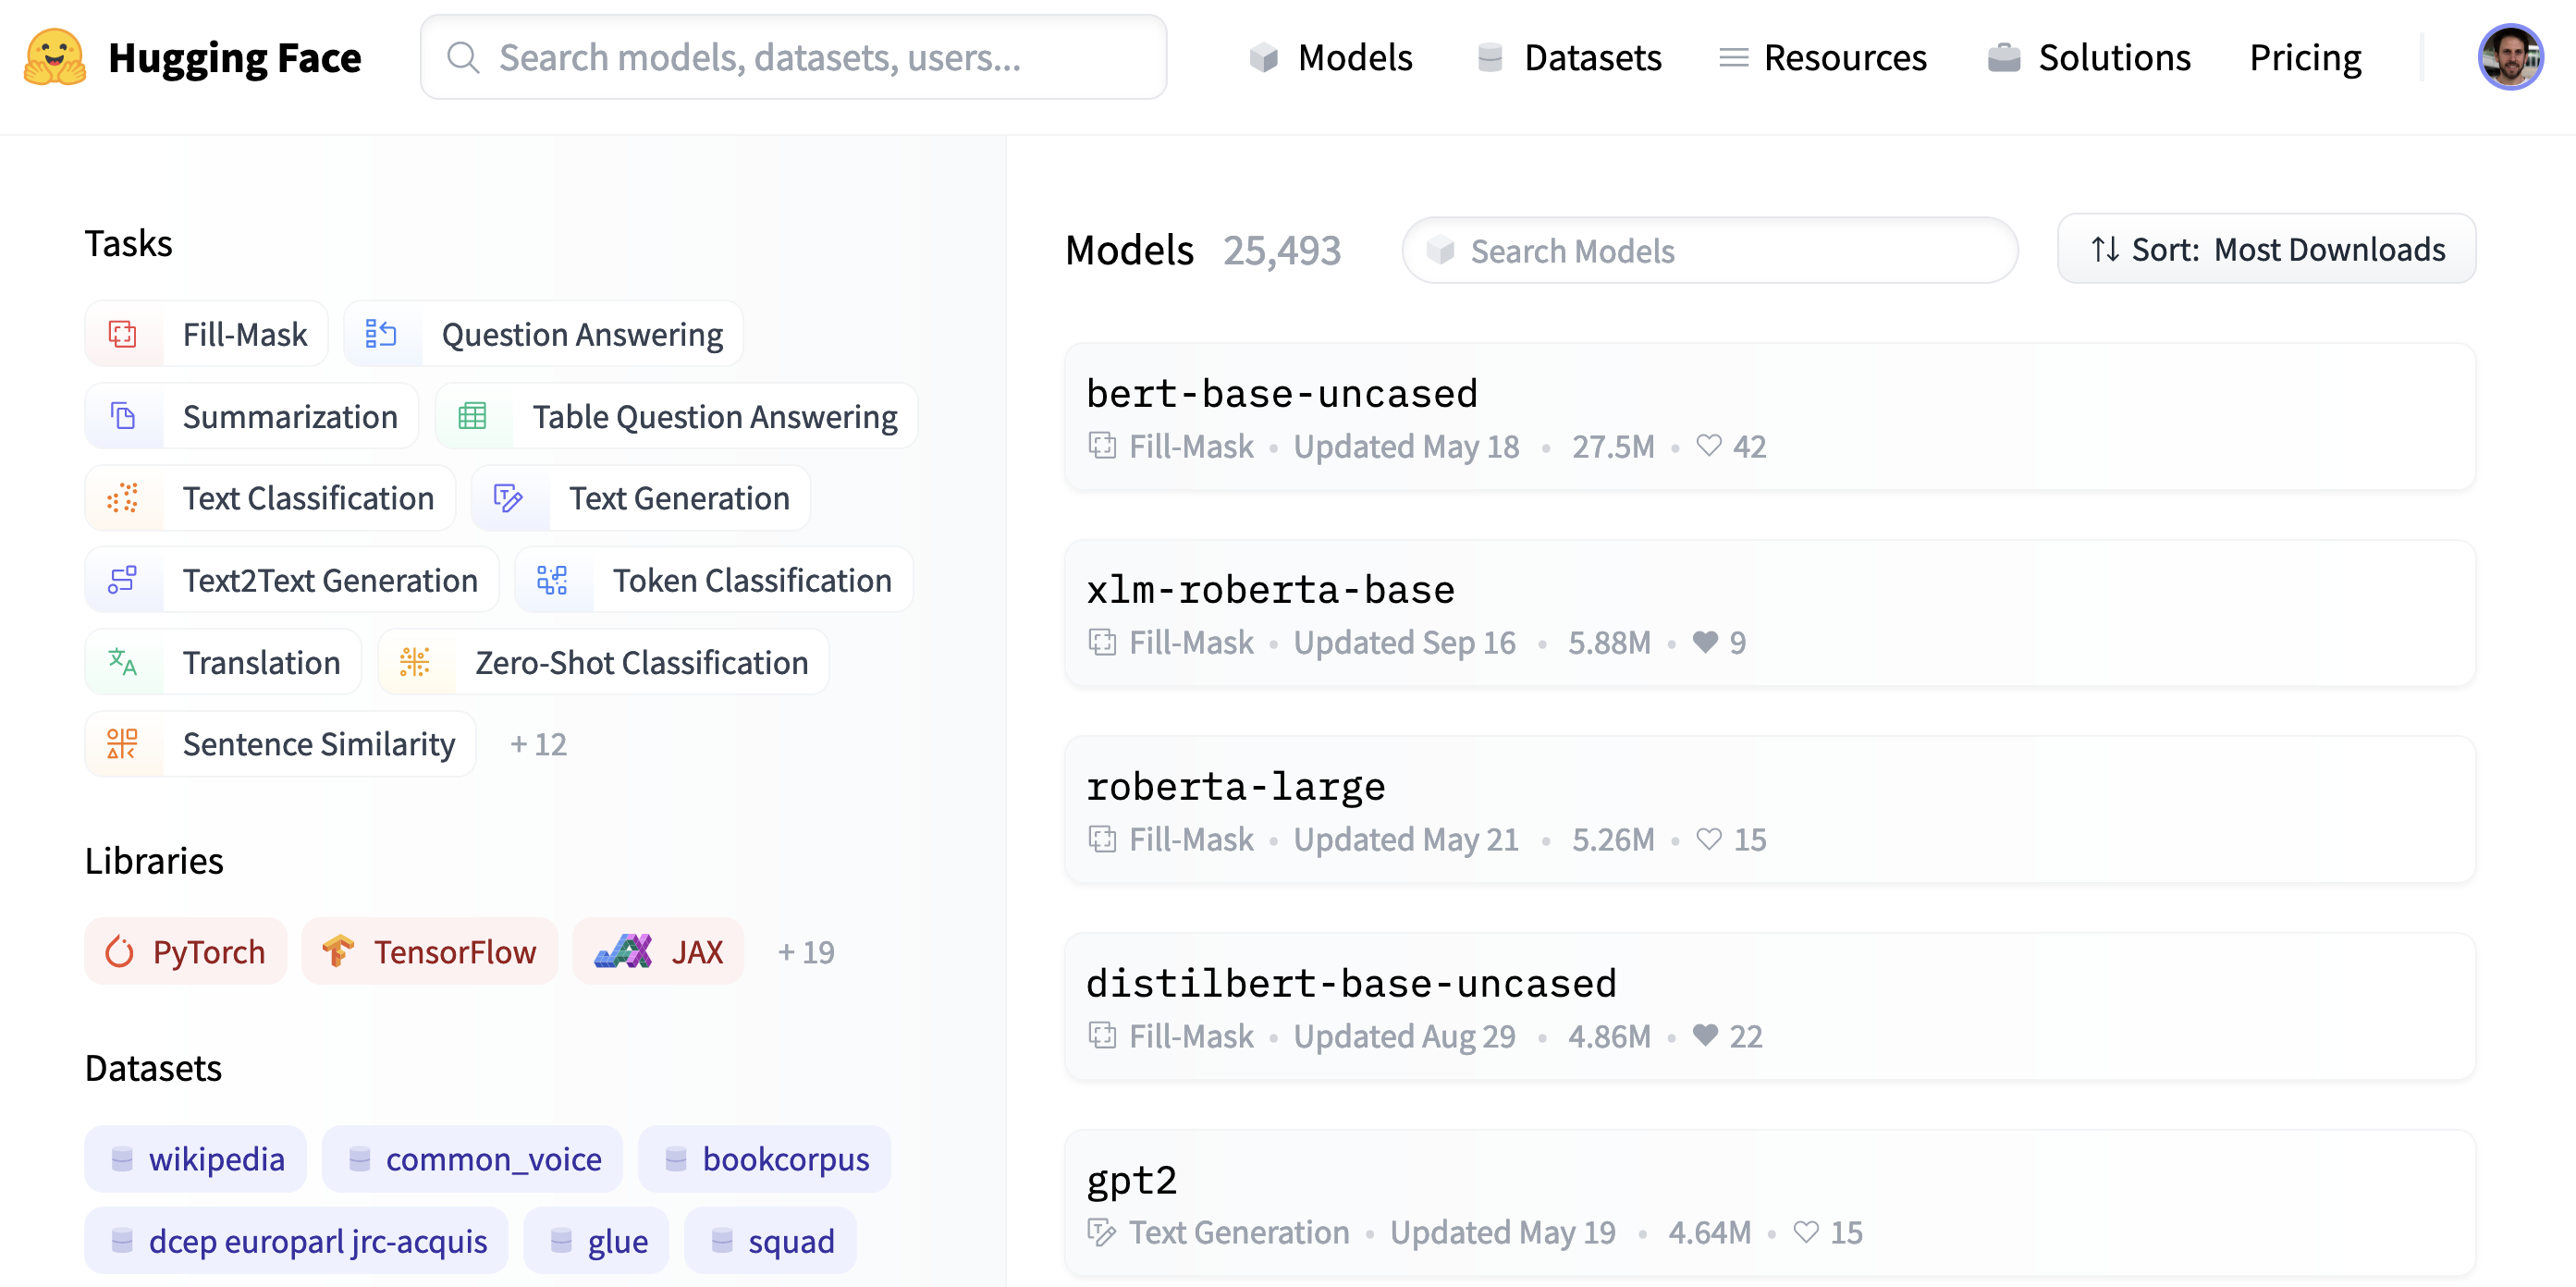 Hugging Face
Search models, datasets, users...
Models
Datasets
Resources
Solutions
Pricing
Tasks
Fill-Mask
Question Answering
Summarization
Table Question Answering
Text Classification
Text Generation
Text2Text Generation
Token Classification
Translation
Zero-Shot Classification
Sentence Similarity
+ 12
Libraries
PyTorch
TensorFlow
JAX
+ 19
Datasets
wikipedia
common_voice
bookcorpus
dcep europarl jrc-acquis
glue
squad
Models 25,493
Search Models
Sort: Most Downloads
bert-base-uncased
Fill-Mask • Updated May 18 • 27.5M • 42
xlm-roberta-base
Fill-Mask • Updated Sep 16 • 5.88M • 9
roberta-large
Fill-Mask • Updated May 21 • 5.26M • 15
distilbert-base-uncased
Fill-Mask • Updated Aug 29 • 4.86M • 22
gpt2
Text Generation • Updated May 19 • 4.64M • 15